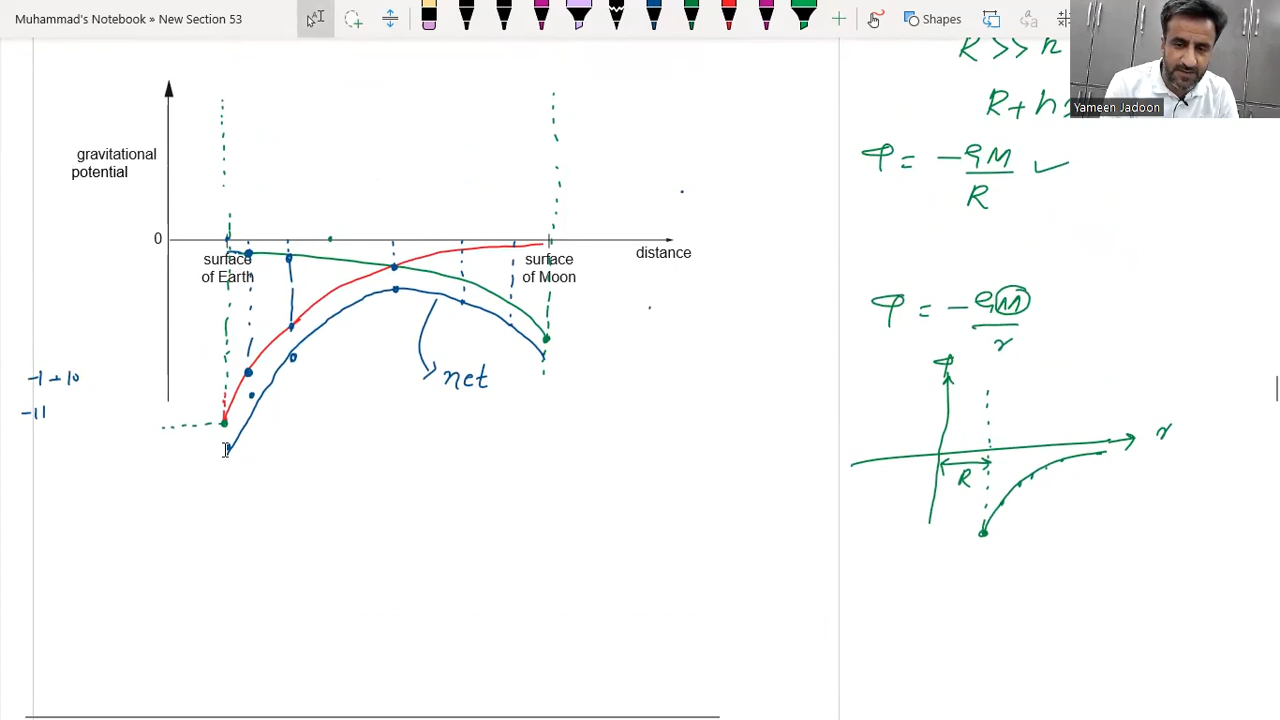 Muhammad's Notebook » New Section 53
Shapes
Yameen Jadoon
R >> h
R + h
φ = -GM/R ✓
gravitational
potential
0
surface
of Earth
surface
of Moon
distance
net
-1 + 10
-11
φ = -GM/r
φ
r
R